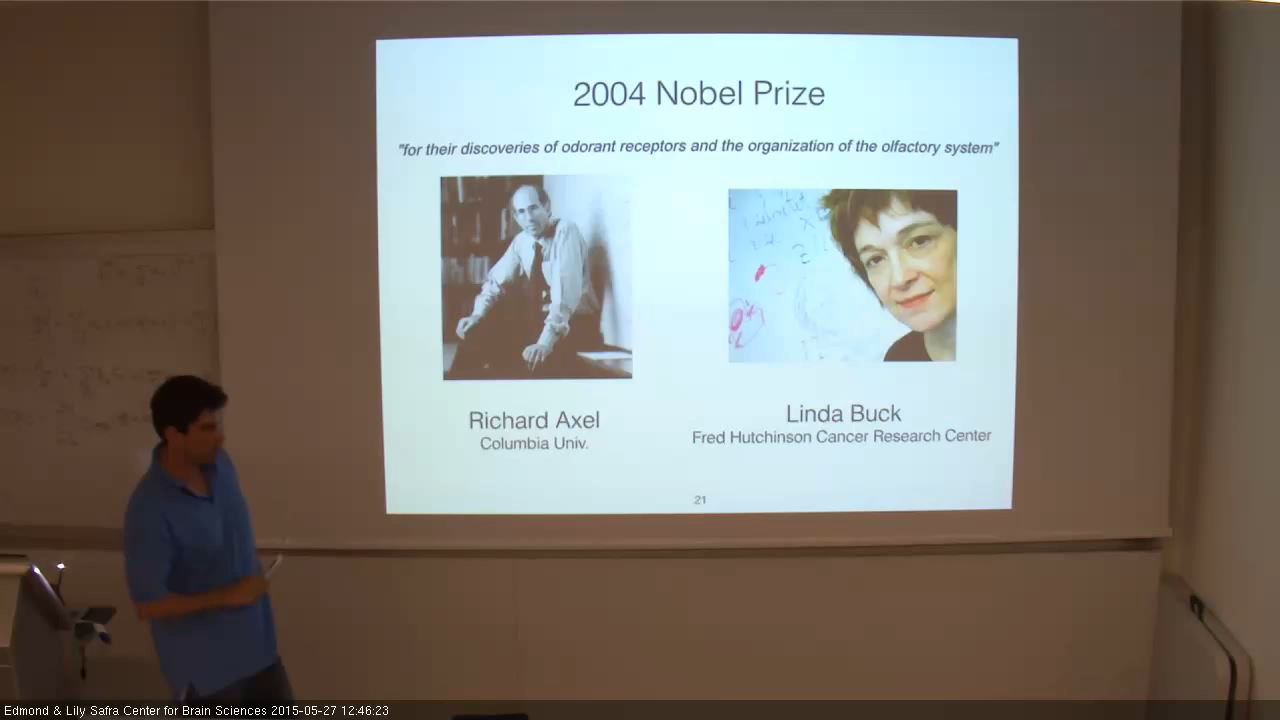 2004 Nobel Prize
"for their discoveries of odorant receptors and the organization of the olfactory system"
Richard Axel
Columbia Univ.
Linda Buck
Fred Hutchinson Cancer Research Center
21
Edmond & Lily Safra Center for Brain Sciences 2015-05-27 12:46:23